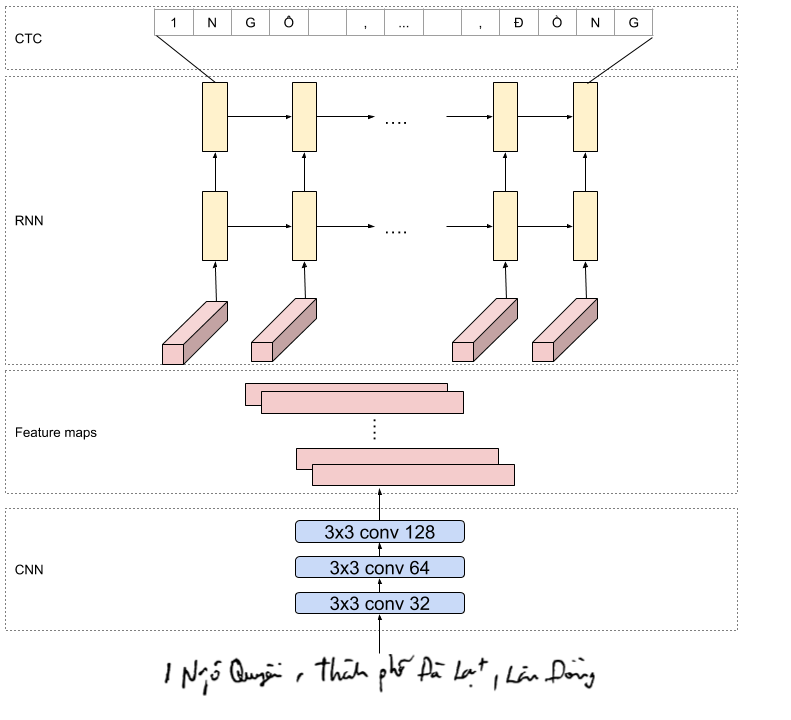 1 N G Ô , ... , Đ Ò N G
CTC
....
RNN
....
Feature maps
3x3 conv 128
3x3 conv 64
CNN
3x3 conv 32
1 Ngô Quyền, Thành phố Đà Lạt, Lâm Đồng